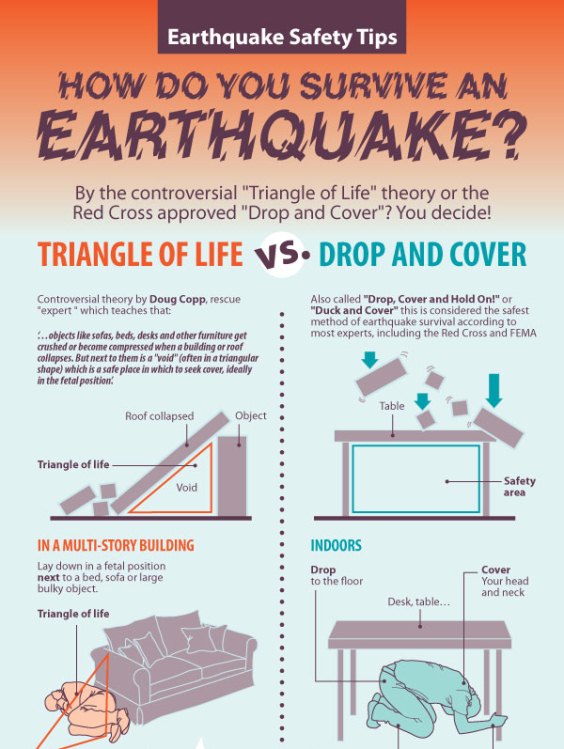 Earthquake Safety Tips
HOW DO YOU SURVIVE AN
EARTHQUAKE?
By the controversial "Triangle of Life" theory or the
Red Cross approved "Drop and Cover"? You decide!
TRIANGLE OF LIFE VS. DROP AND COVER
Controversial theory by Doug Copp, rescue
"expert " which teaches that:
'…objects like sofas, beds, desks and other furniture get
crushed or become compressed when a building or roof
collapses. But next to them is a "void" (often in a triangular
shape) which is a safe place in which to seek cover, ideally
in the fetal position'.
Roof collapsed
Object
Triangle of life
Void
IN A MULTI-STORY BUILDING
Lay down in a fetal position
next to a bed, sofa or large
bulky object.
Triangle of life
Also called "Drop, Cover and Hold On!" or
"Duck and Cover" this is considered the safest
method of earthquake survival according to
most experts, including the Red Cross and FEMA
Table
Safety
area
INDOORS
Drop
to the floor
Cover
Your head
and neck
Desk, table…